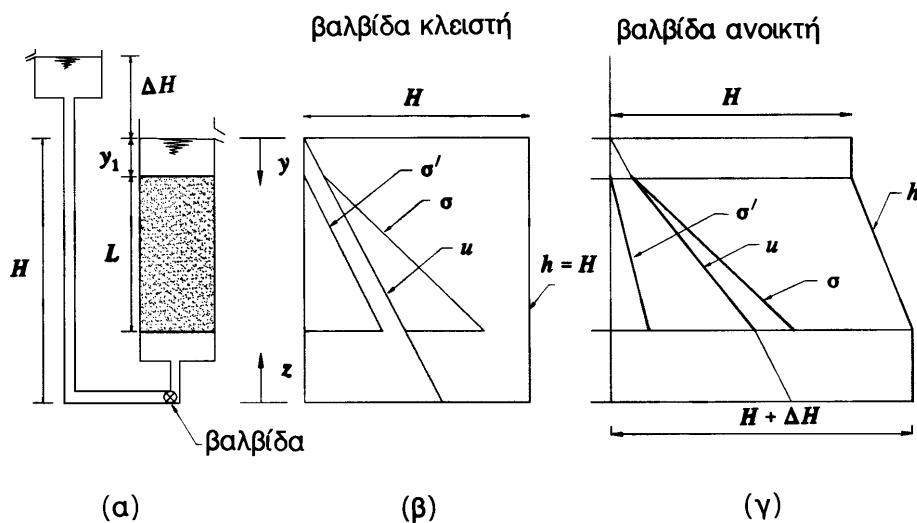 βαλβίδα κλειστή
βαλβίδα ανοικτή
ΔH
H
H
y₁
y
σ'
σ
u
h = H
σ'
u
σ
h
L
H
z
H + ΔH
βαλβίδα
(α)
(β)
(γ)